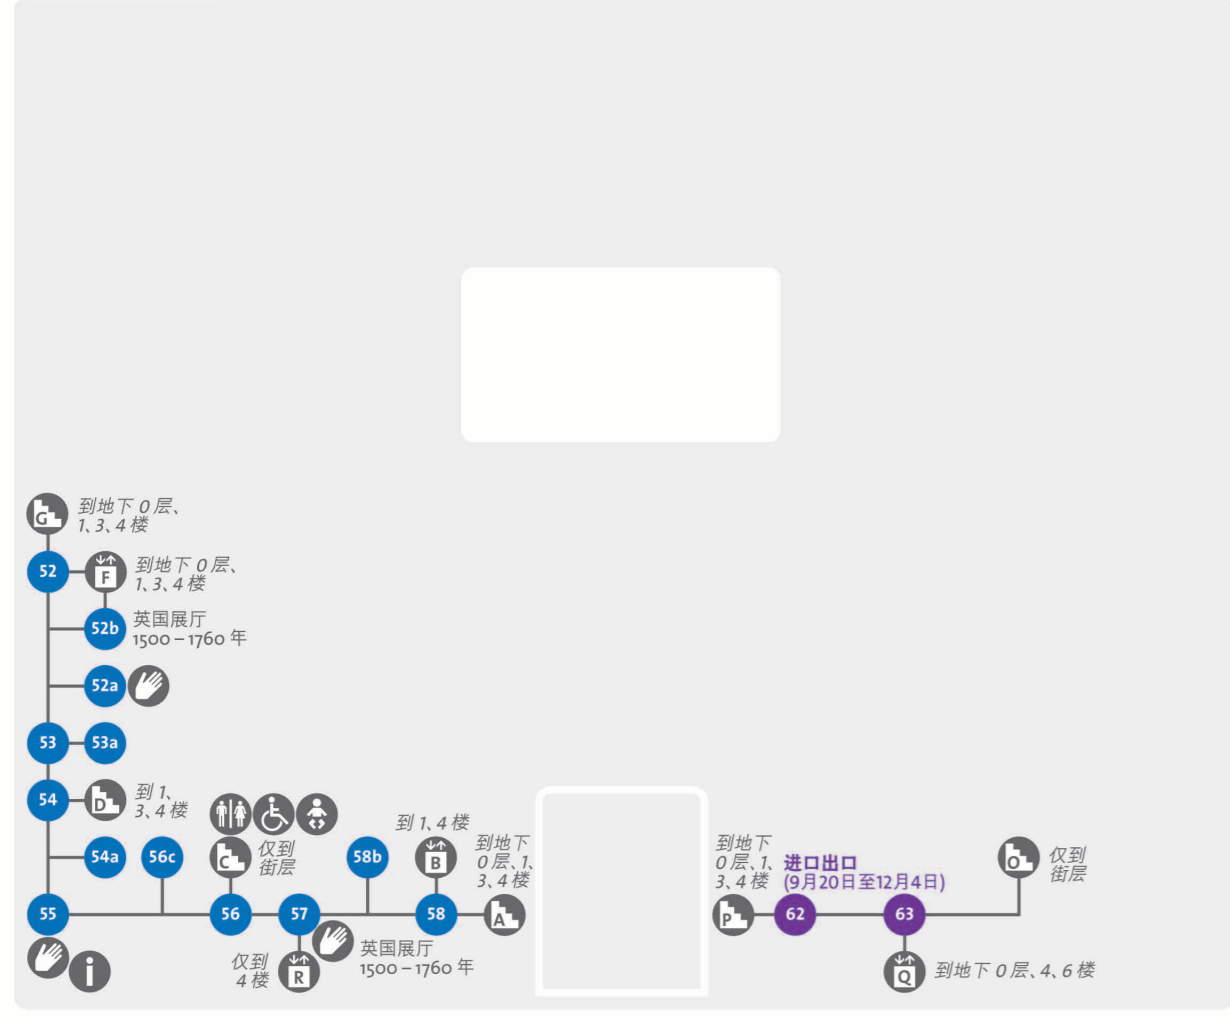 G
到地下 0 层、
1、3、4 楼
52
F
到地下 0 层、
1、3、4 楼
52b
英国展厅
1500 – 1760 年
52a
53
53a
54
D
到 1、
3、4 楼
54a
56c
C
仅到
街层
58b
到 1、4 楼
B
到地下
0 层、1、
3、4 楼
55
56
57
58
A
R
仅到
4 楼
英国展厅
1500 – 1760 年
到地下
0 层、1、
3、4 楼
进口出口
(9月20日至12月4日)
P
62
63
O
仅到
街层
Q
到地下 0 层、4、6 楼